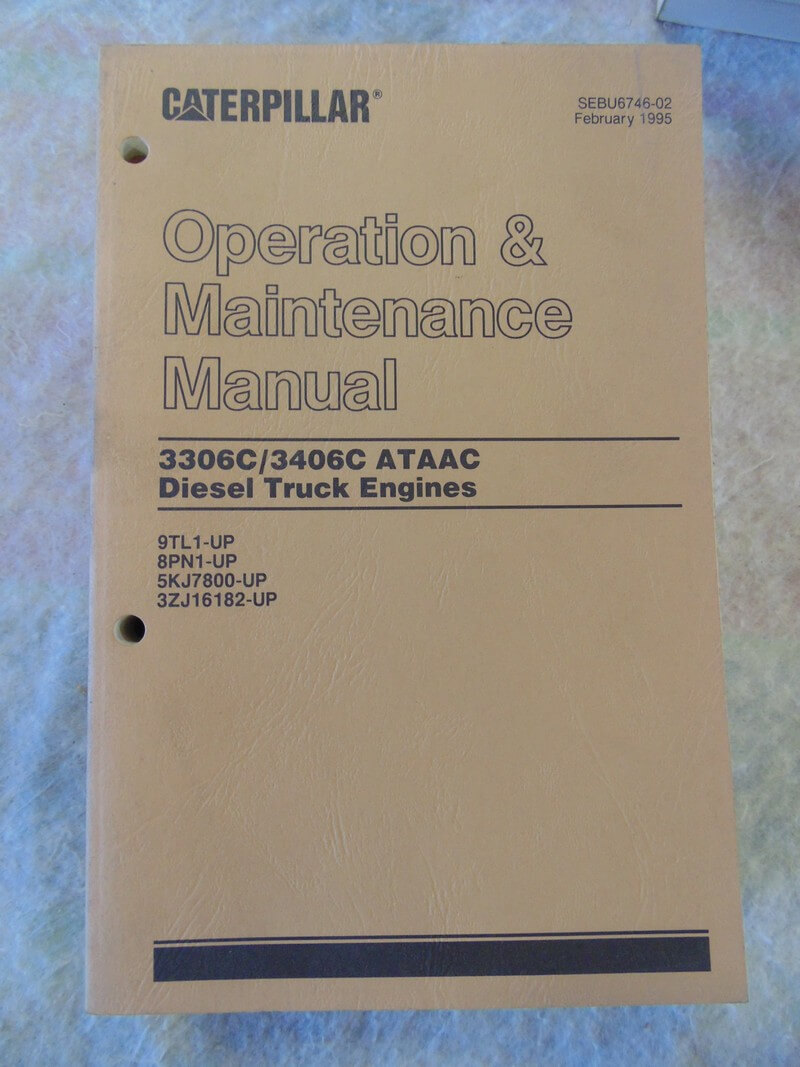 CATERPILLAR®
SEBU6746-02
February 1995
Operation &
Maintenance
Manual
3306C/3406C ATAAC
Diesel Truck Engines
9TL1-UP
8PN1-UP
5KJ7800-UP
3ZJ16182-UP